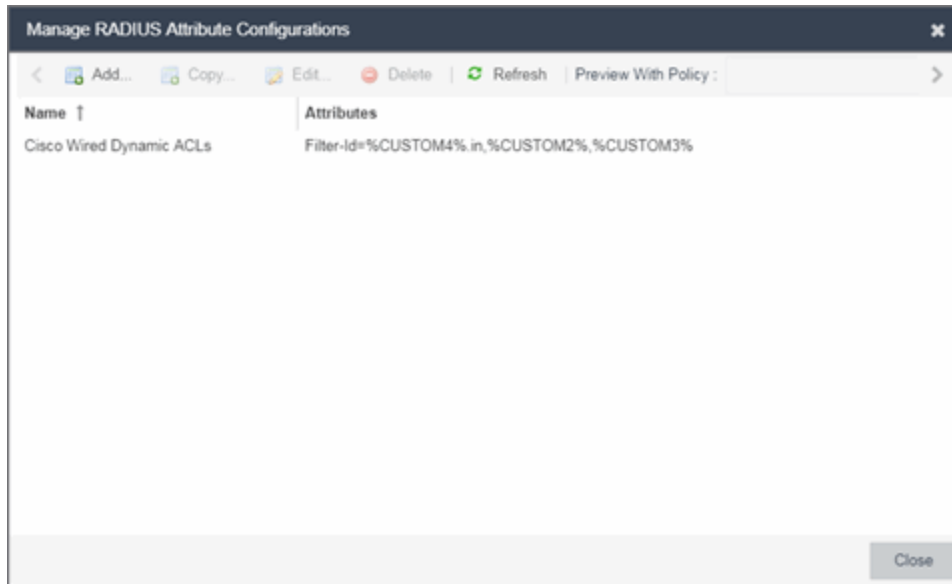 Manage RADIUS Attribute Configurations
Add... Copy... Edit... Delete Refresh Preview With Policy :
Name ↑ Attributes
Cisco Wired Dynamic ACLs Filter-Id=%CUSTOM4%.in,%CUSTOM2%,%CUSTOM3%
Close